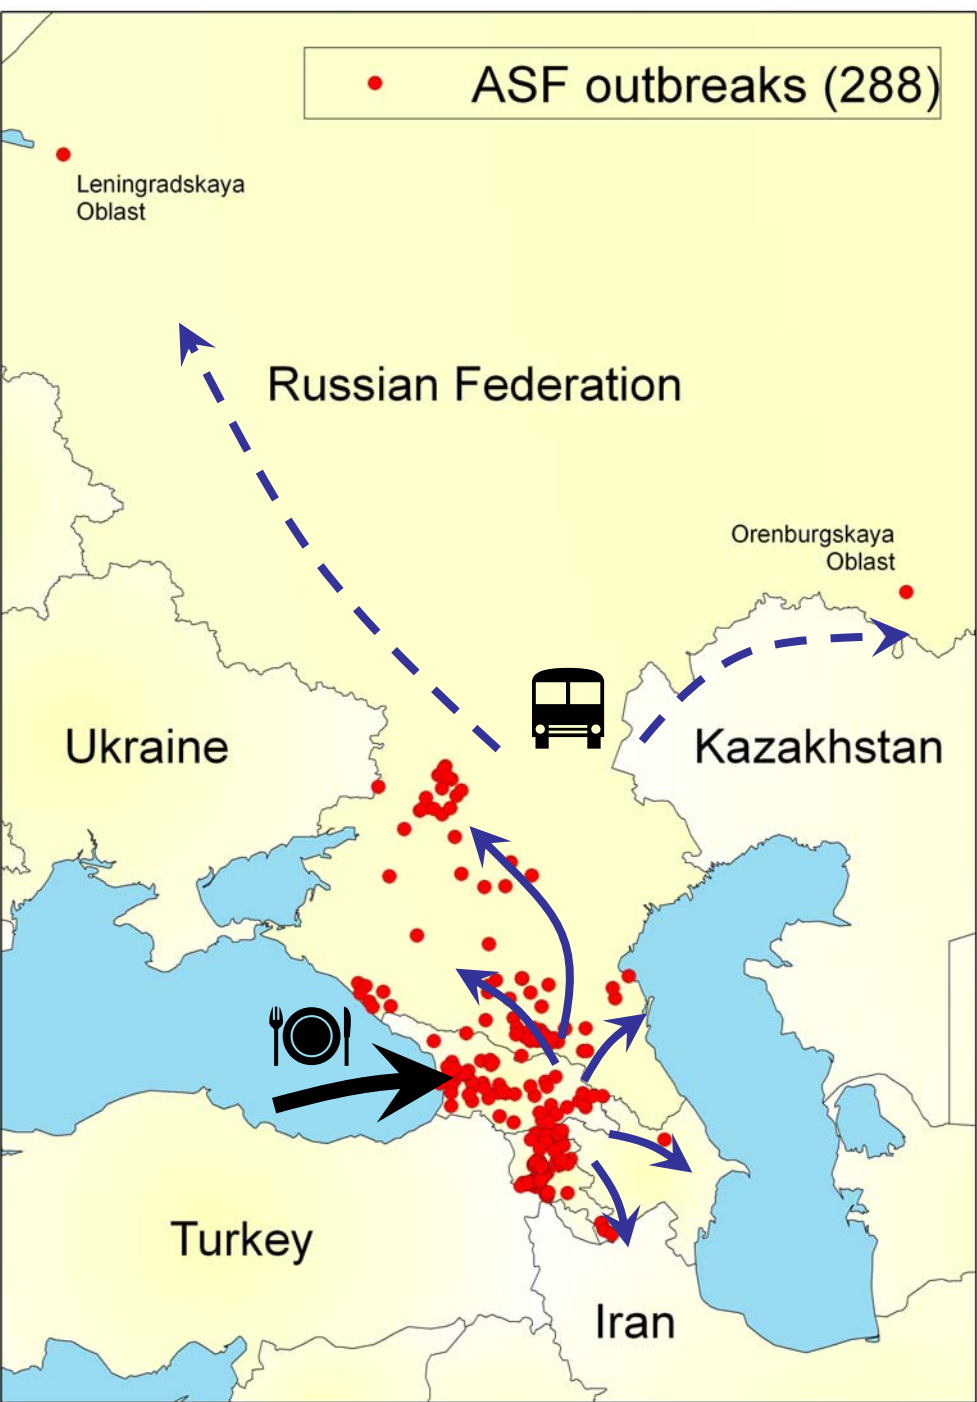 ASF outbreaks (288)
Leningradskaya
Oblast
Russian Federation
Orenburgskaya
Oblast
Ukraine
Kazakhstan
Turkey
Iran